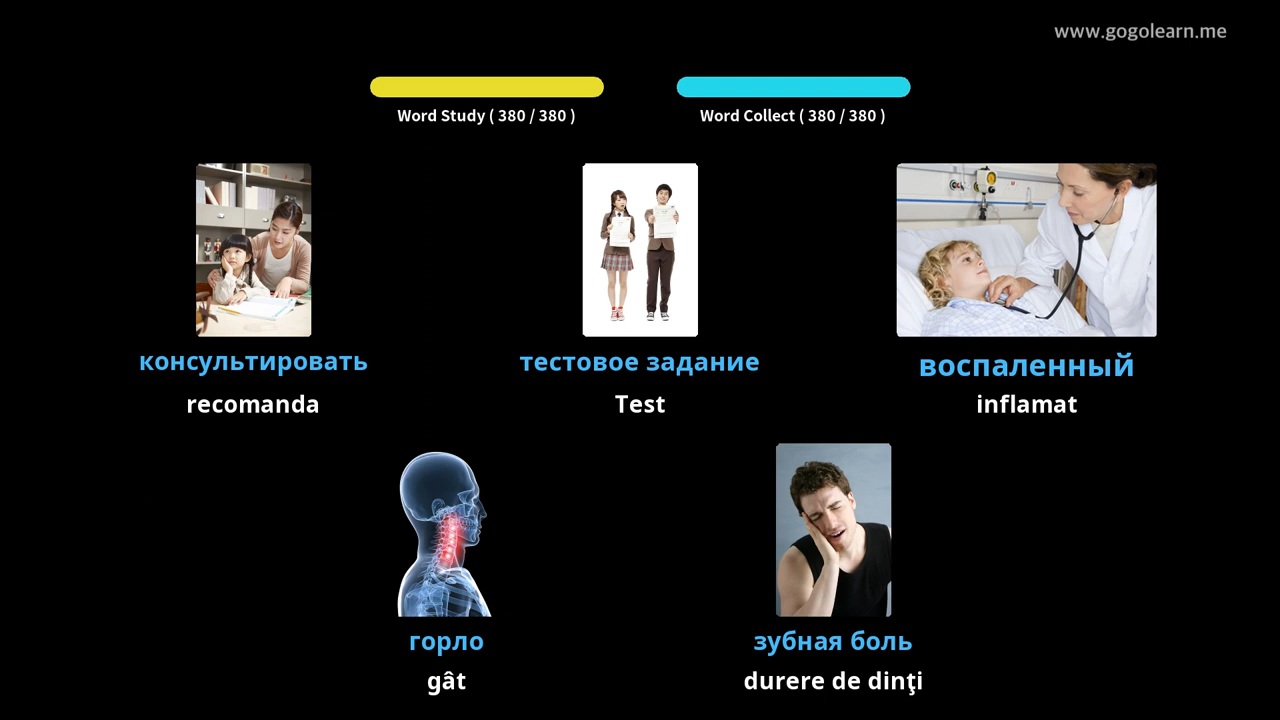 www.gogolearn.me
Word Study ( 380 / 380 )
Word Collect ( 380 / 380 )
консультировать
тестовое задание
воспаленный
recomanda
Test
inflamat
горло
зубная боль
gât
durere de dinţi